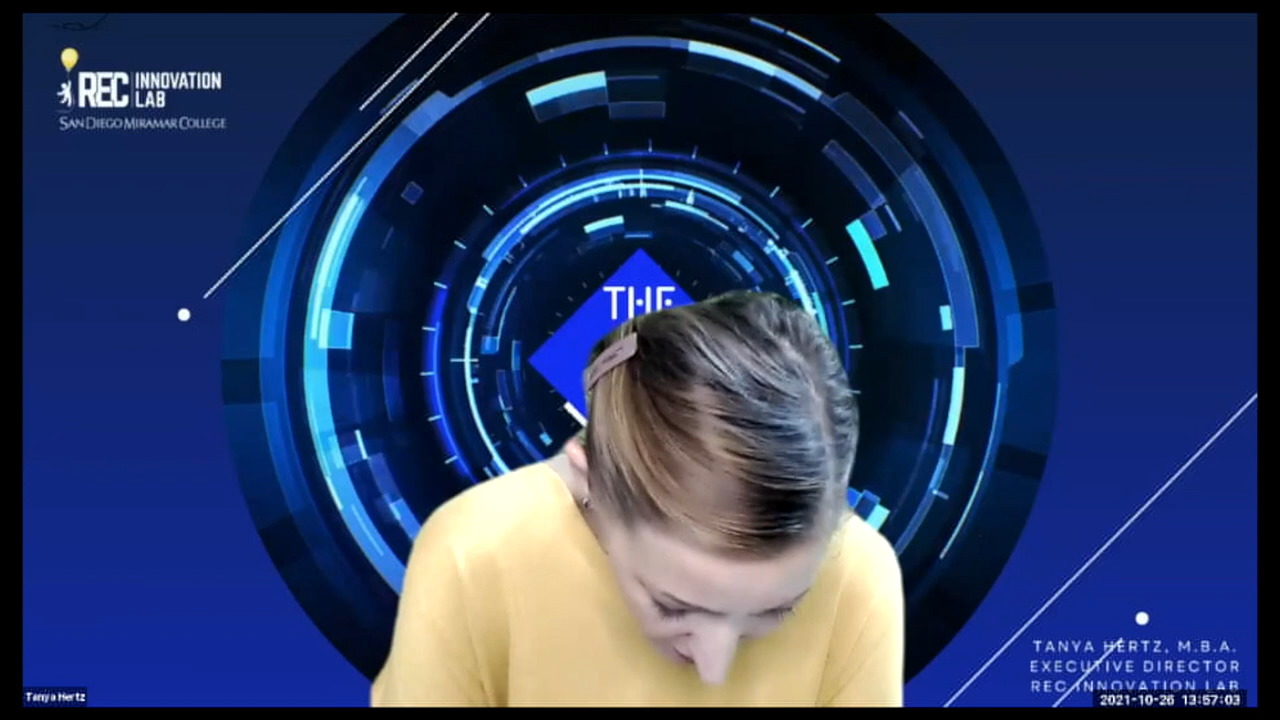 REC INNOVATION
LAB
SAN DIEGO MIRAMAR COLLEGE
THE
TANYA HERTZ, M.B.A.
EXECUTIVE DIRECTOR
REC INNOVATION LAB
Tanya Hertz
2021-10-26 13:57:03